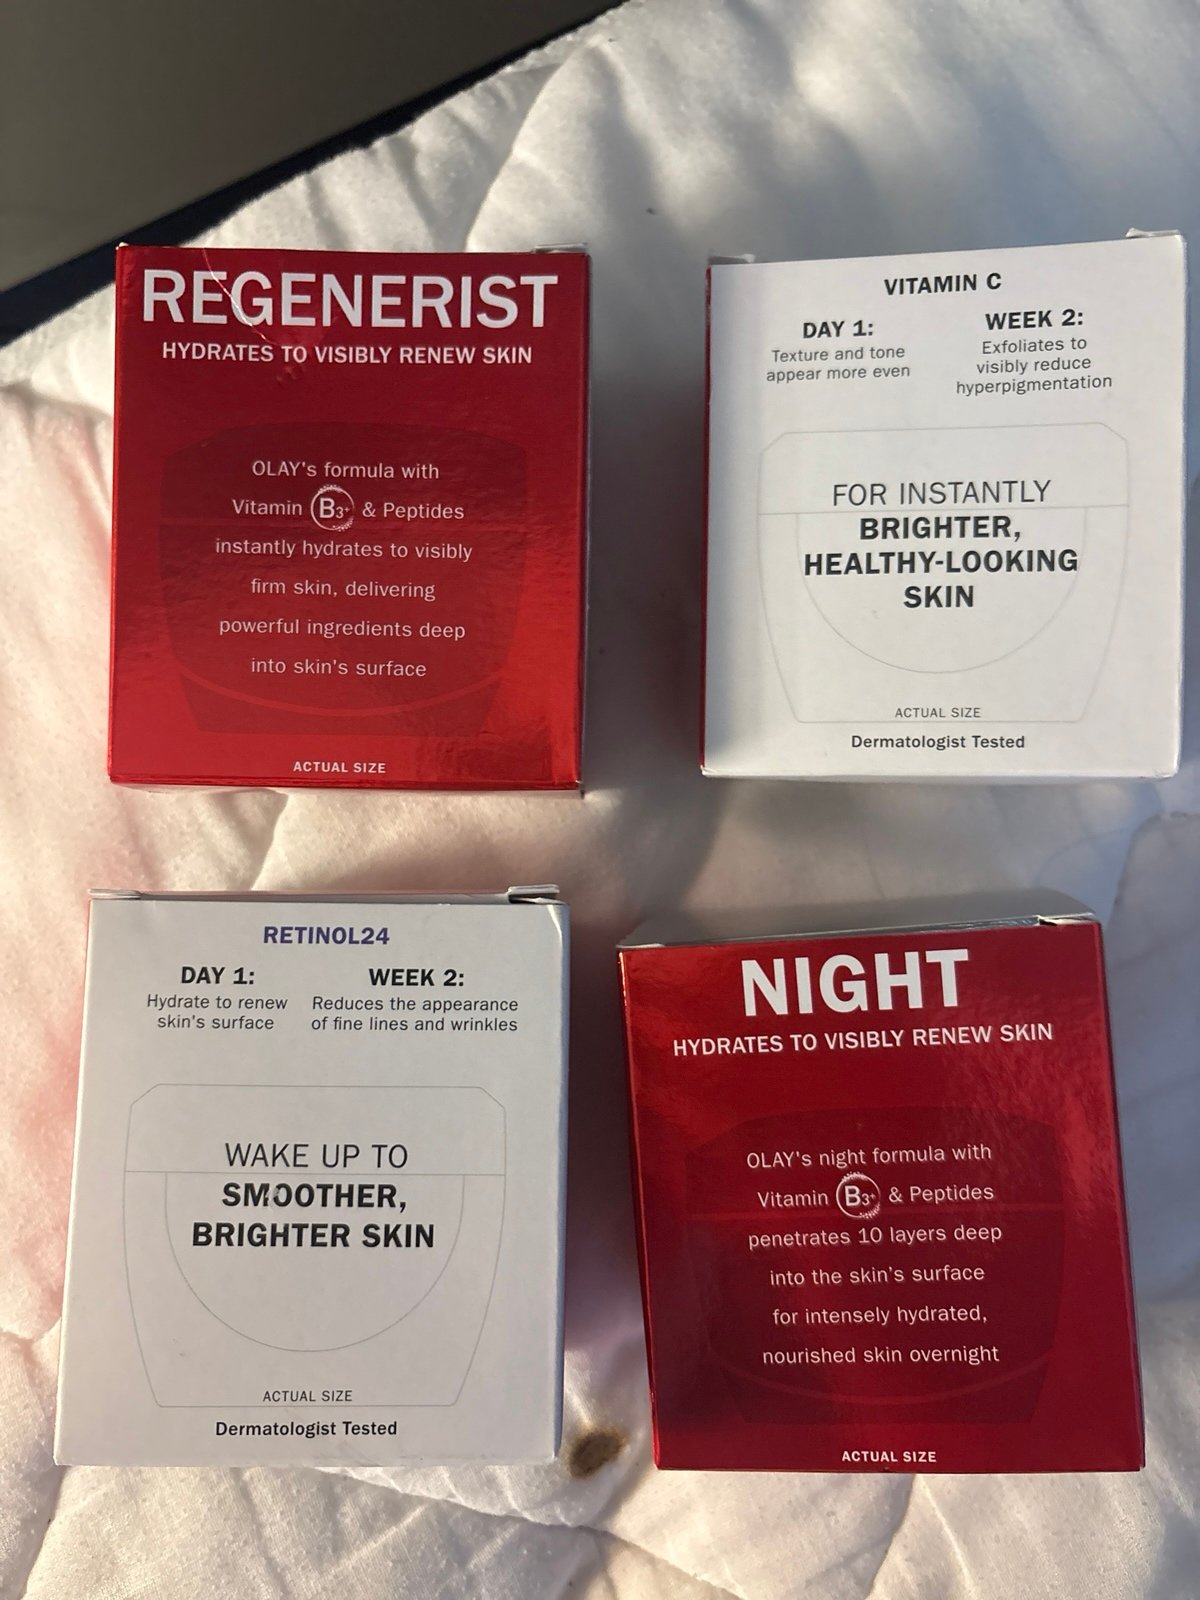 REGENERIST
HYDRATES TO VISIBLY RENEW SKIN
OLAY's formula with
Vitamin B3+ & Peptides
instantly hydrates to visibly
firm skin, delivering
powerful ingredients deep
into skin's surface
ACTUAL SIZE
VITAMIN C
DAY 1:
Texture and tone
appear more even
WEEK 2:
Exfoliates to
visibly reduce
hyperpigmentation
FOR INSTANTLY
BRIGHTER,
HEALTHY-LOOKING
SKIN
ACTUAL SIZE
Dermatologist Tested
RETINOL24
DAY 1:
Hydrate to renew
skin's surface
WEEK 2:
Reduces the appearance
of fine lines and wrinkles
WAKE UP TO
SMOOTHER,
BRIGHTER SKIN
ACTUAL SIZE
Dermatologist Tested
NIGHT
HYDRATES TO VISIBLY RENEW SKIN
OLAY's night formula with
Vitamin B3+ & Peptides
penetrates 10 layers deep
into the skin's surface
for intensely hydrated,
nourished skin overnight
ACTUAL SIZE